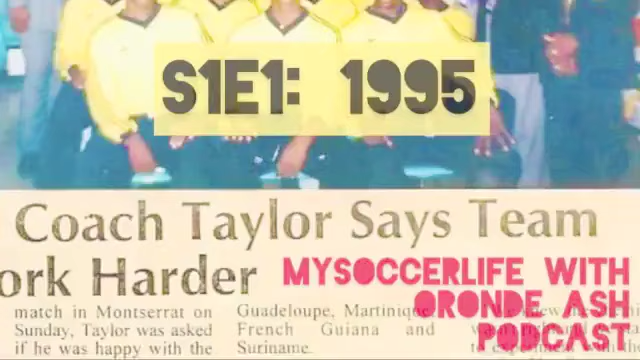 S1E1: 1995
Coach Taylor Says Team
ork Harder
MYSOCCERLIFE WITH
ORONDE ASH
PODCAST
match in Montserrat on
Sunday, Taylor was asked
if he was happy with the
Guadeloupe, Martinique
French Guiana and
Suriname.